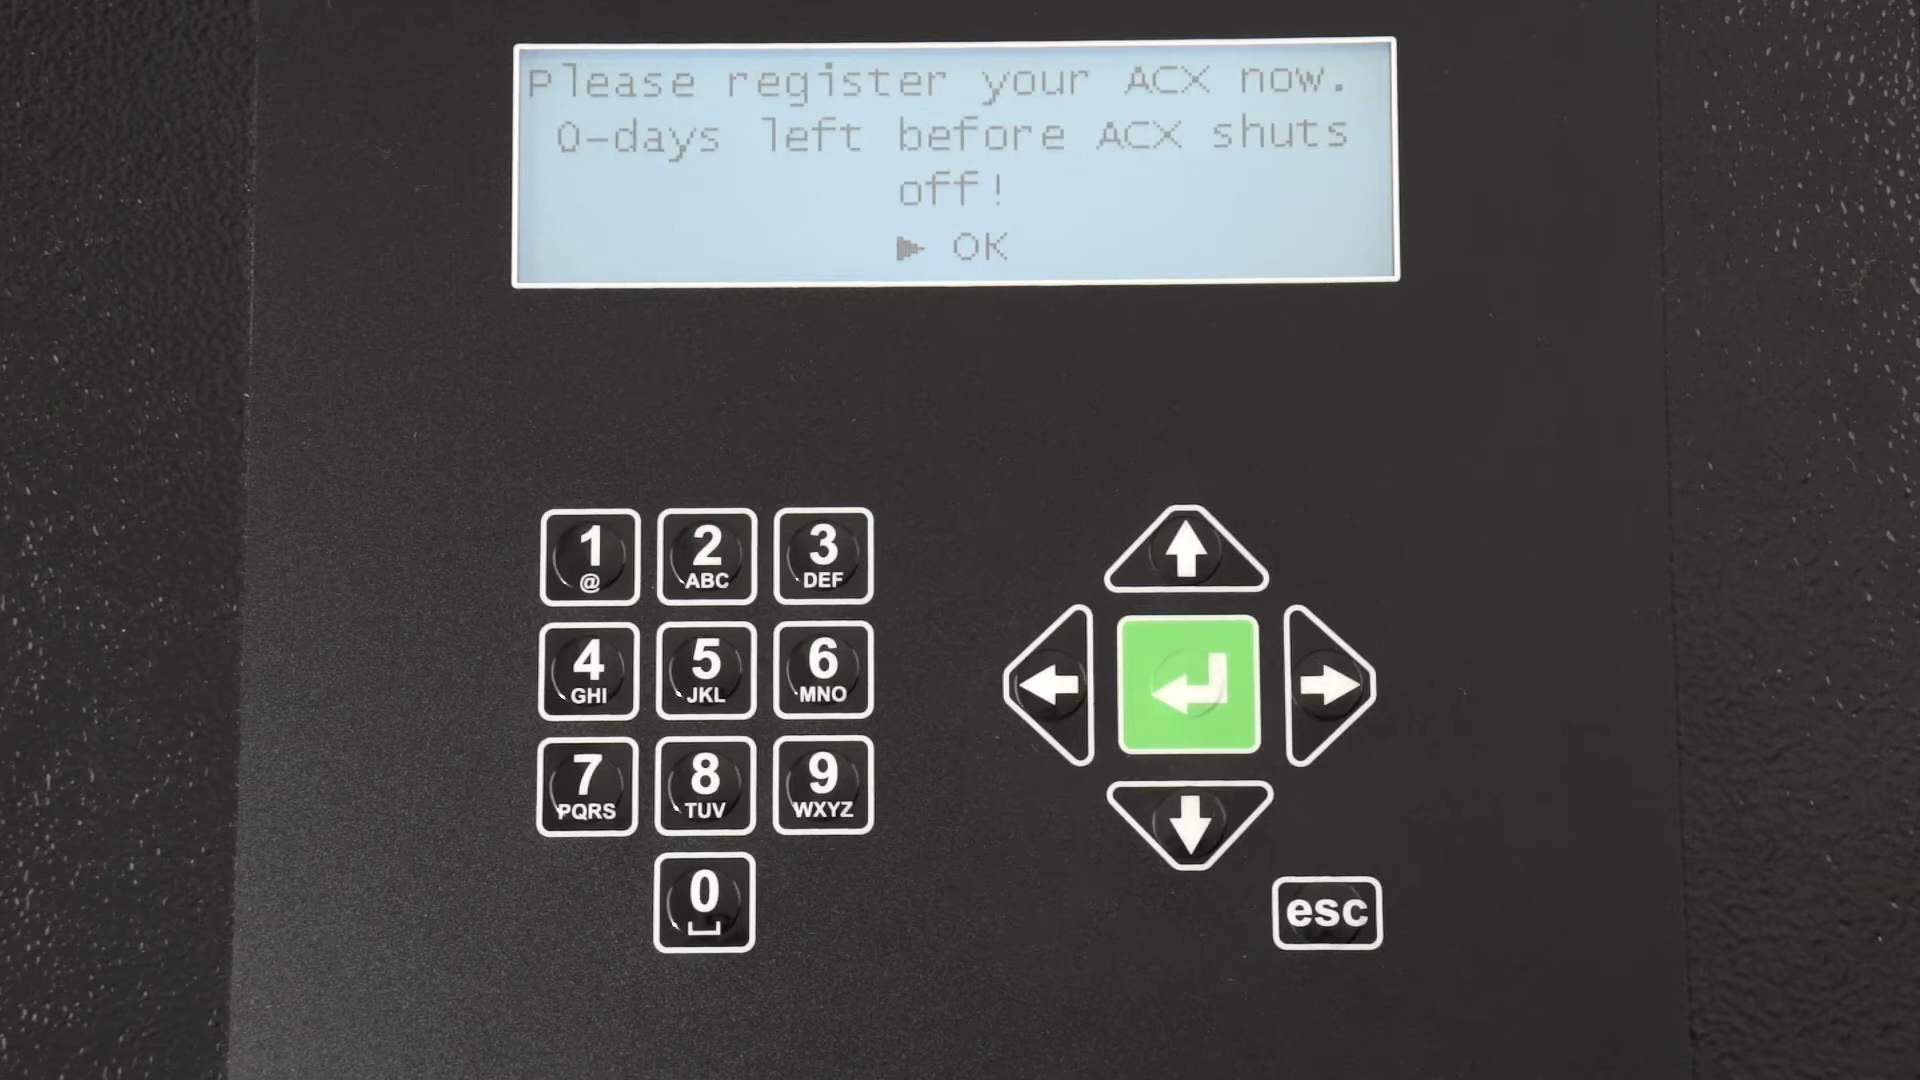 Please register your ACX now.
0-days left before ACX shuts
off!
► OK
1 2 3
@ ABC DEF
4 5 6
GHI JKL MNO
7 8 9
PQRS TUV WXYZ
0
esc